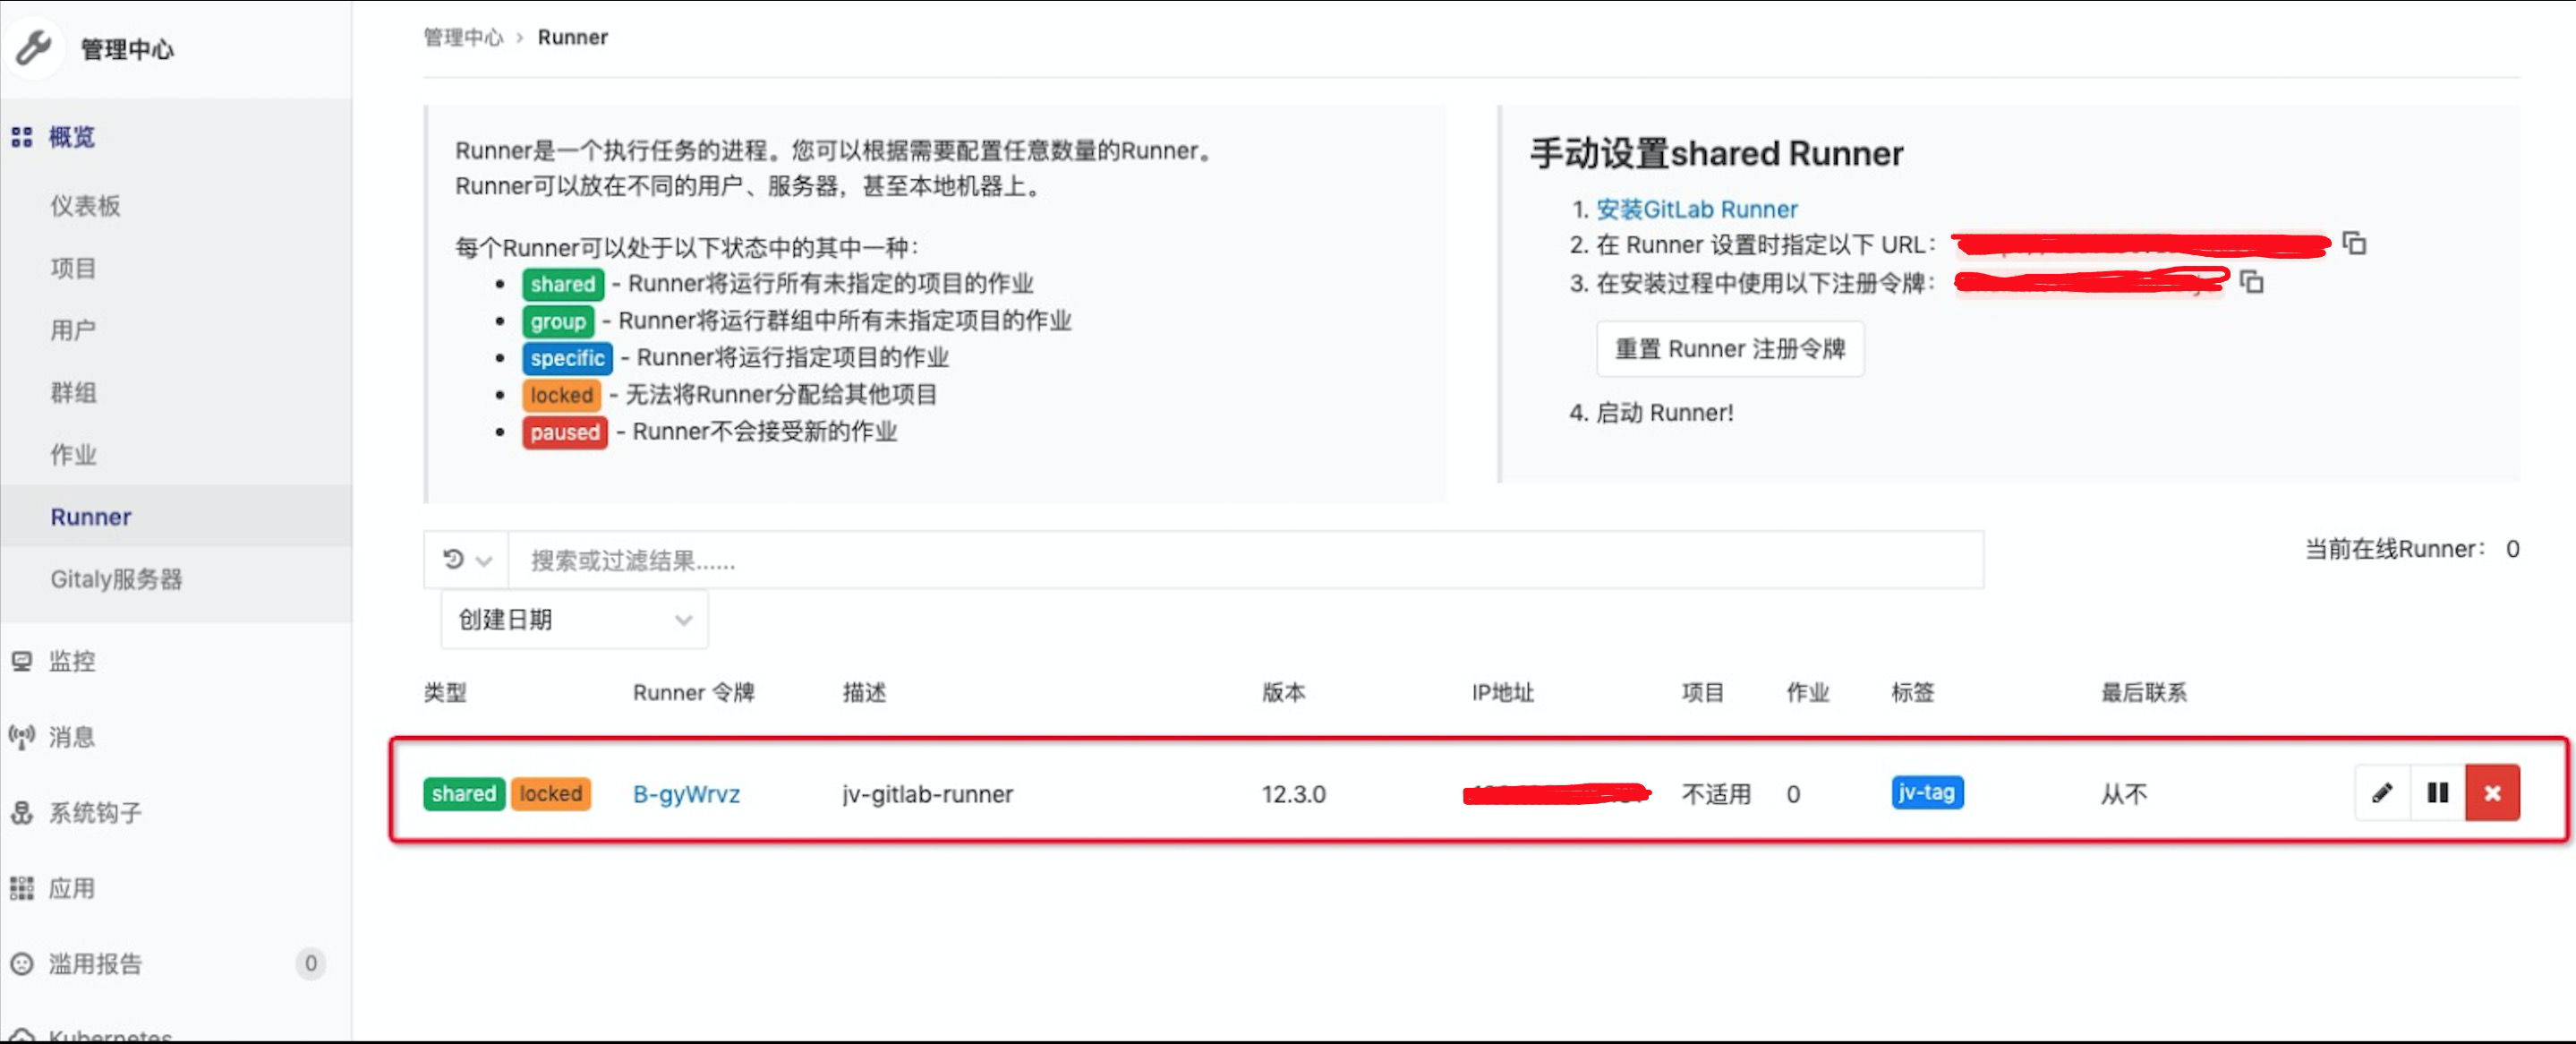 管理中心
概览
仪表板
项目
用户
群组
作业
Runner
Gitaly服务器
监控
消息
系统钩子
应用
滥用报告 0
Kubernetes
管理中心 › Runner
Runner是一个执行任务的进程。您可以根据需要配置任意数量的Runner。
Runner可以放在不同的用户、服务器，甚至本地机器上。
每个Runner可以处于以下状态中的其中一种：
• shared - Runner将运行所有未指定的项目的作业
• group - Runner将运行群组中所有未指定项目的作业
• specific - Runner将运行指定项目的作业
• locked - 无法将Runner分配给其他项目
• paused - Runner不会接受新的作业
手动设置shared Runner
1. 安装GitLab Runner
2. 在 Runner 设置时指定以下 URL：
3. 在安装过程中使用以下注册令牌：
重置 Runner 注册令牌
4. 启动 Runner!
搜索或过滤结果......
当前在线Runner： 0
创建日期
类型 Runner 令牌 描述 版本 IP地址 项目 作业 标签 最后联系
shared locked B-gyWrvz jv-gitlab-runner 12.3.0 不适用 0 jv-tag 从不